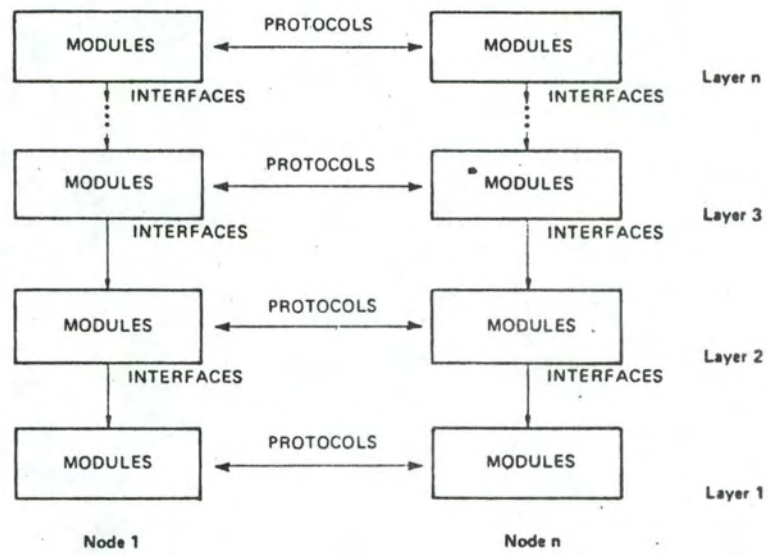 PROTOCOLS
MODULES MODULES
Layer n
INTERFACES INTERFACES
PROTOCOLS
MODULES MODULES
Layer 3
INTERFACES INTERFACES
PROTOCOLS
MODULES MODULES
Layer 2
INTERFACES INTERFACES
PROTOCOLS
MODULES MODULES
Layer 1
Node 1 Node n